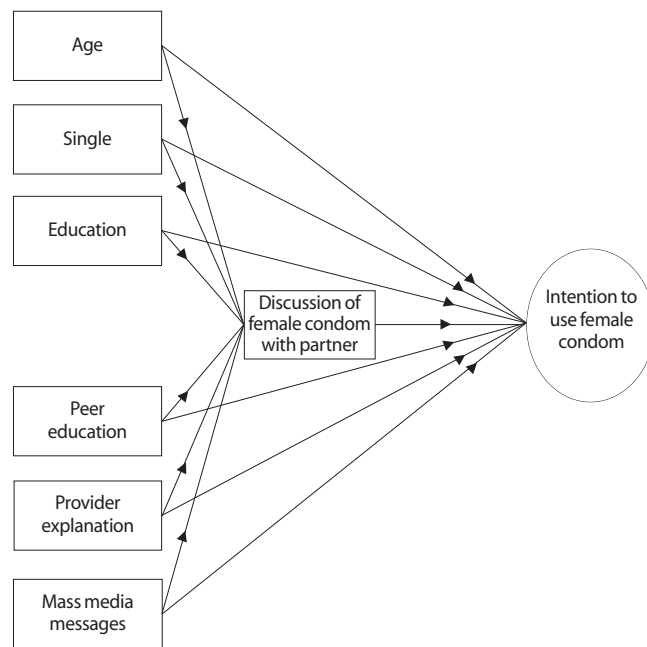 Age
Single
Education
Discussion of
female condom
with partner
Intention to
use female
condom
Peer
education
Provider
explanation
Mass media
messages